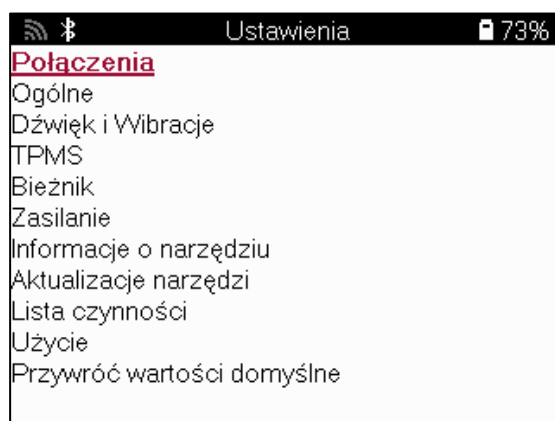 Ustawienia 73%
Połączenia
Ogólne
Dźwięk i Wibracje
TPMS
Bieżnik
Zasilanie
Informacje o narzędziu
Aktualizacje narzędzi
Lista czynności
Użycie
Przywróć wartości domyślne